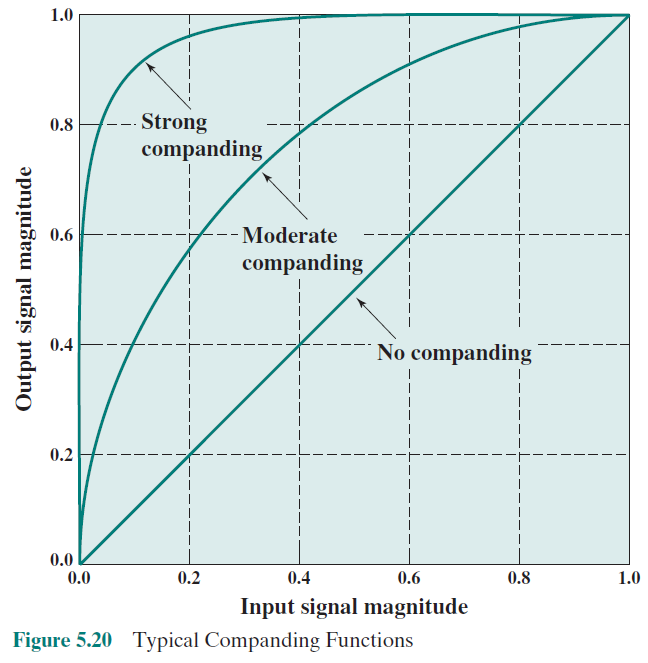 1.0
0.8
0.6
0.4
0.2
0.0
Output signal magnitude
Strong
companding
Moderate
companding
No companding
0.0 0.2 0.4 0.6 0.8 1.0
Input signal magnitude
Figure 5.20 Typical Companding Functions